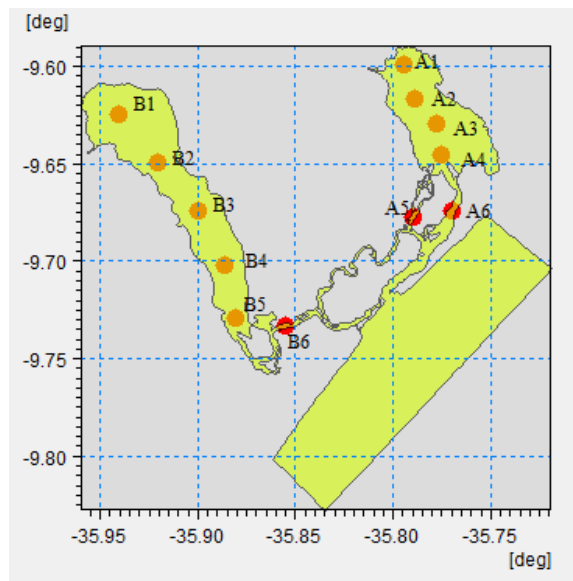 [deg]
-9.60
A1
A2
B1
A3
-9.65
B2
A4
B3
A5
A6
-9.70
B4
B5
B6
-9.75
-9.80
-35.95
-35.90
-35.85
-35.80
-35.75
[deg]